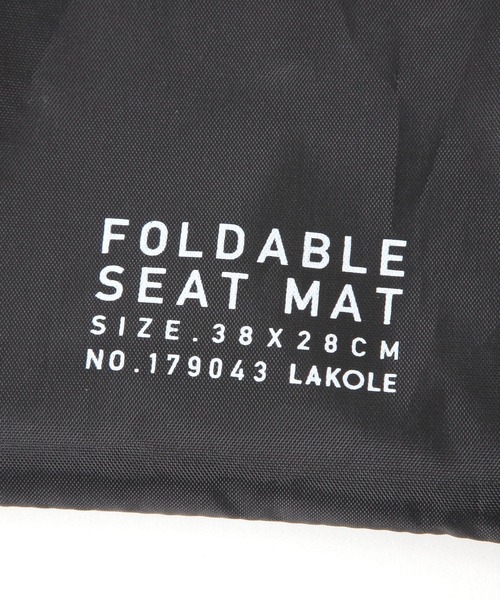 FOLDABLE
SEAT MAT
SIZE.38X28CM
NO.179043 LAKOLE